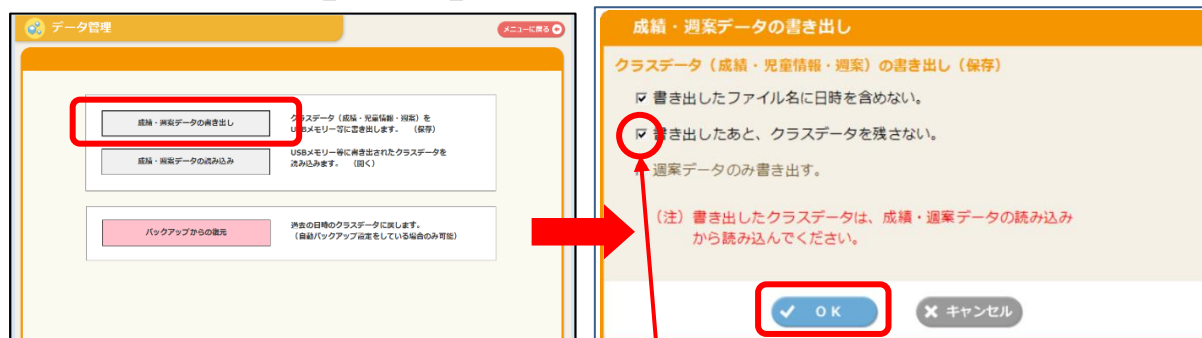 データ管理
メニューに戻る
成績・週案データの書き出し
クラスデータ（成績・児童情報・週案）を
USBメモリー等に書き出します。　（保存）
成績・週案データの読み込み
USBメモリー等に書き出されたクラスデータを
読み込みます。　（開く）
バックアップからの復元
過去の日時のクラスデータに戻します。
（自動バックアップ設定をしている場合のみ可能）
成績・週案データの書き出し
クラスデータ（成績・児童情報・週案）の書き出し（保存）
書き出したファイル名に日時を含めない。
書き出したあと、クラスデータを残さない。
週案データのみ書き出す。
（注）書き出したクラスデータは、成績・週案データの読み込み
から読み込んでください。
OK
キャンセル